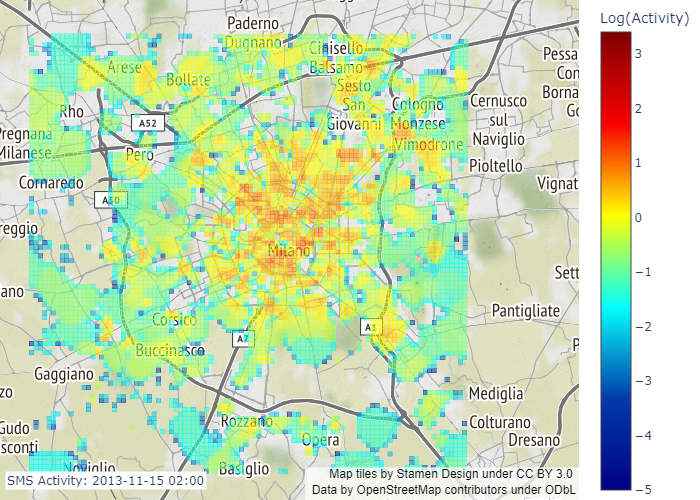 Log(Activity)
3
2
1
0
−1
−2
−3
−4
−5
Paderno
Dugnano
Cinisello
Balsamo
Arese
Bollate
Sesto
San
Giovanni
Cologno
Monzese
Vimodrone
Cernusco
sul
Naviglio
Pioltello
Pessa
Con
Borna
Go
Vignat
Rho
Pregnana
Milanese
A52
Pero
Cornaredo
A50
reggio
Milano
Sett
ano
Pantigliate
Corsico
A7
A1
Buccinasco
P
Gaggiano
zo
Mediglia
Gudo
sconti
Rozzano
Opera
Colturano
Dresano
Noviglio
Basiglio
SMS Activity: 2013-11-15 02:00
Map tiles by Stamen Design under CC BY 3.0
Data by OpenStreetMap contributors under ODbL